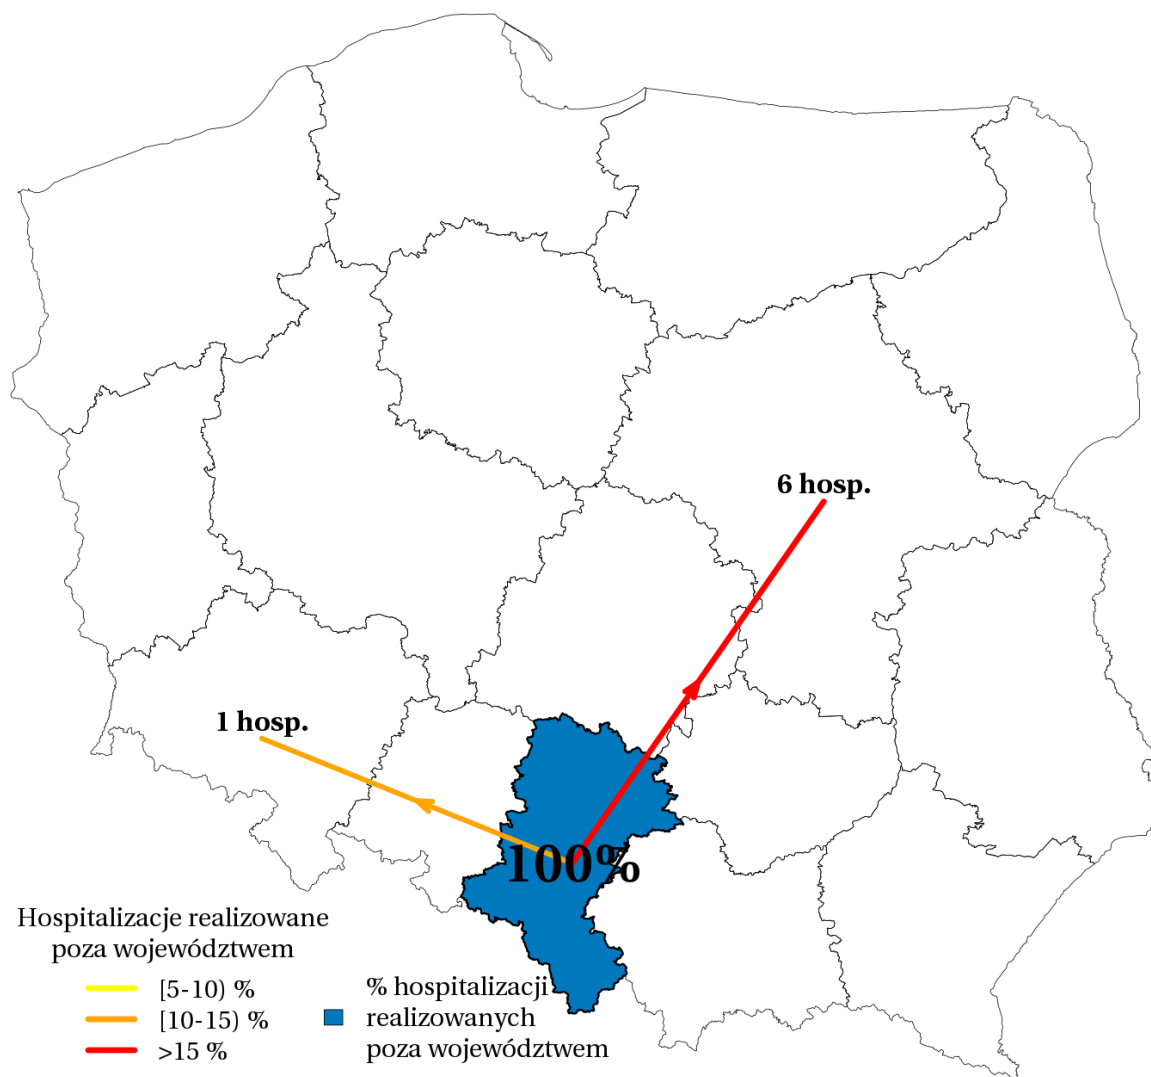 6 hosp.
1 hosp.
100%
Hospitalizacje realizowane
poza województwem
[5-10) %
[10-15) %
>15 %
% hospitalizacji
realizowanych
poza województwem